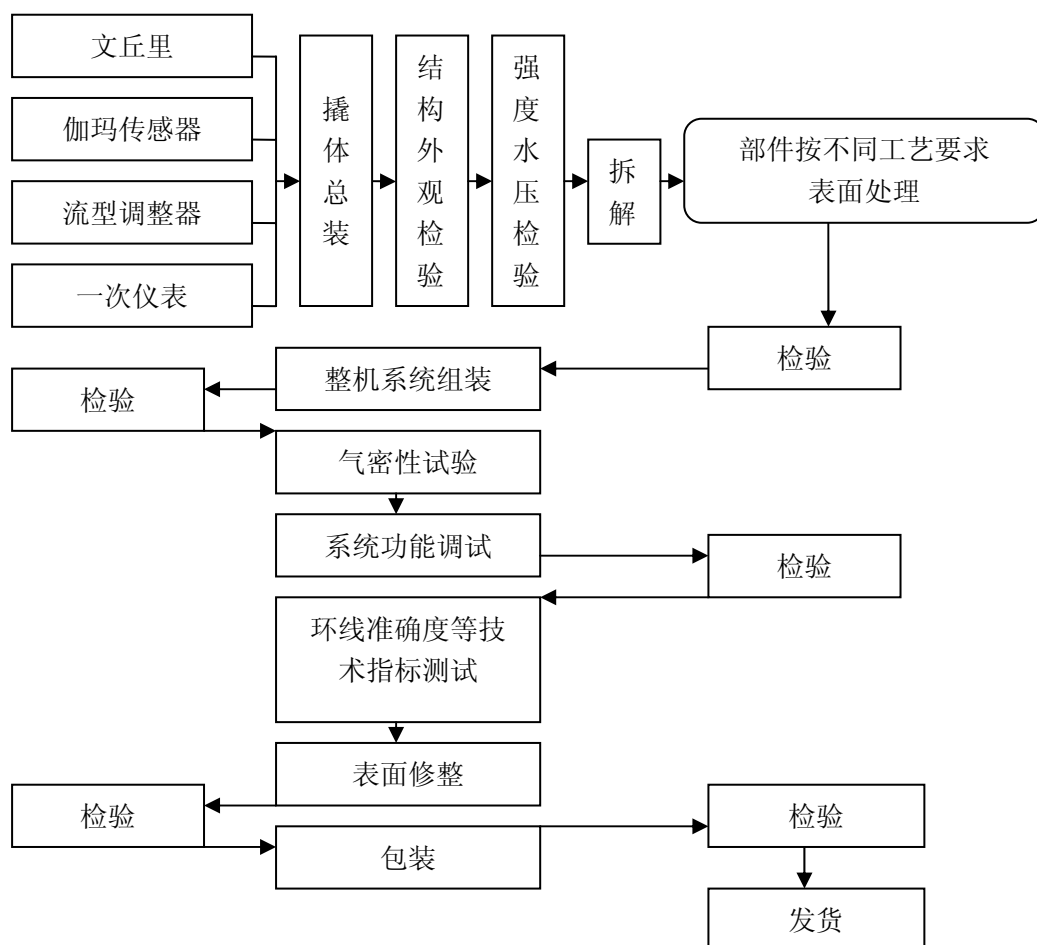 文丘里
伽玛传感器
流型调整器
一次仪表
撬体总装
结构外观检验
强度水压检验
拆解
部件按不同工艺要求
表面处理
检验
整机系统组装
检验
气密性试验
系统功能调试
检验
环线准确度等技
术指标测试
表面修整
检验
包装
检验
发货